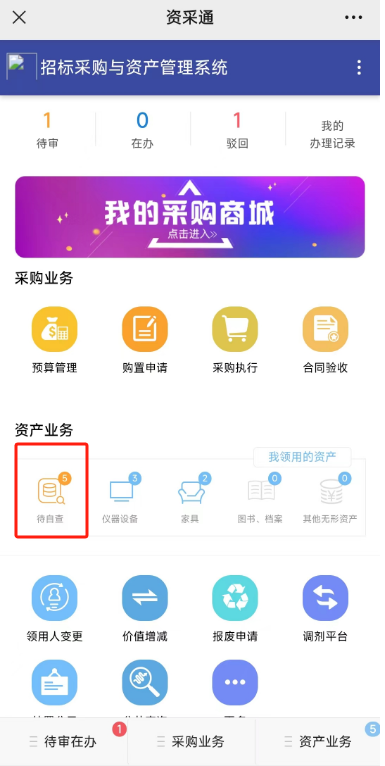 资采通
招标采购与资产管理系统
1
0
1
我的
待审
在办
驳回
办理记录
我的采购商城
点击进入»
采购业务
预算管理
购置申请
采购执行
合同验收
资产业务
我领用的资产
5
3
2
0
0
待自查
仪器设备
家具
图书、档案
其他无形资产
领用人变更
价值增减
报废申请
调剂平台
待审在办
1
采购业务
资产业务
5